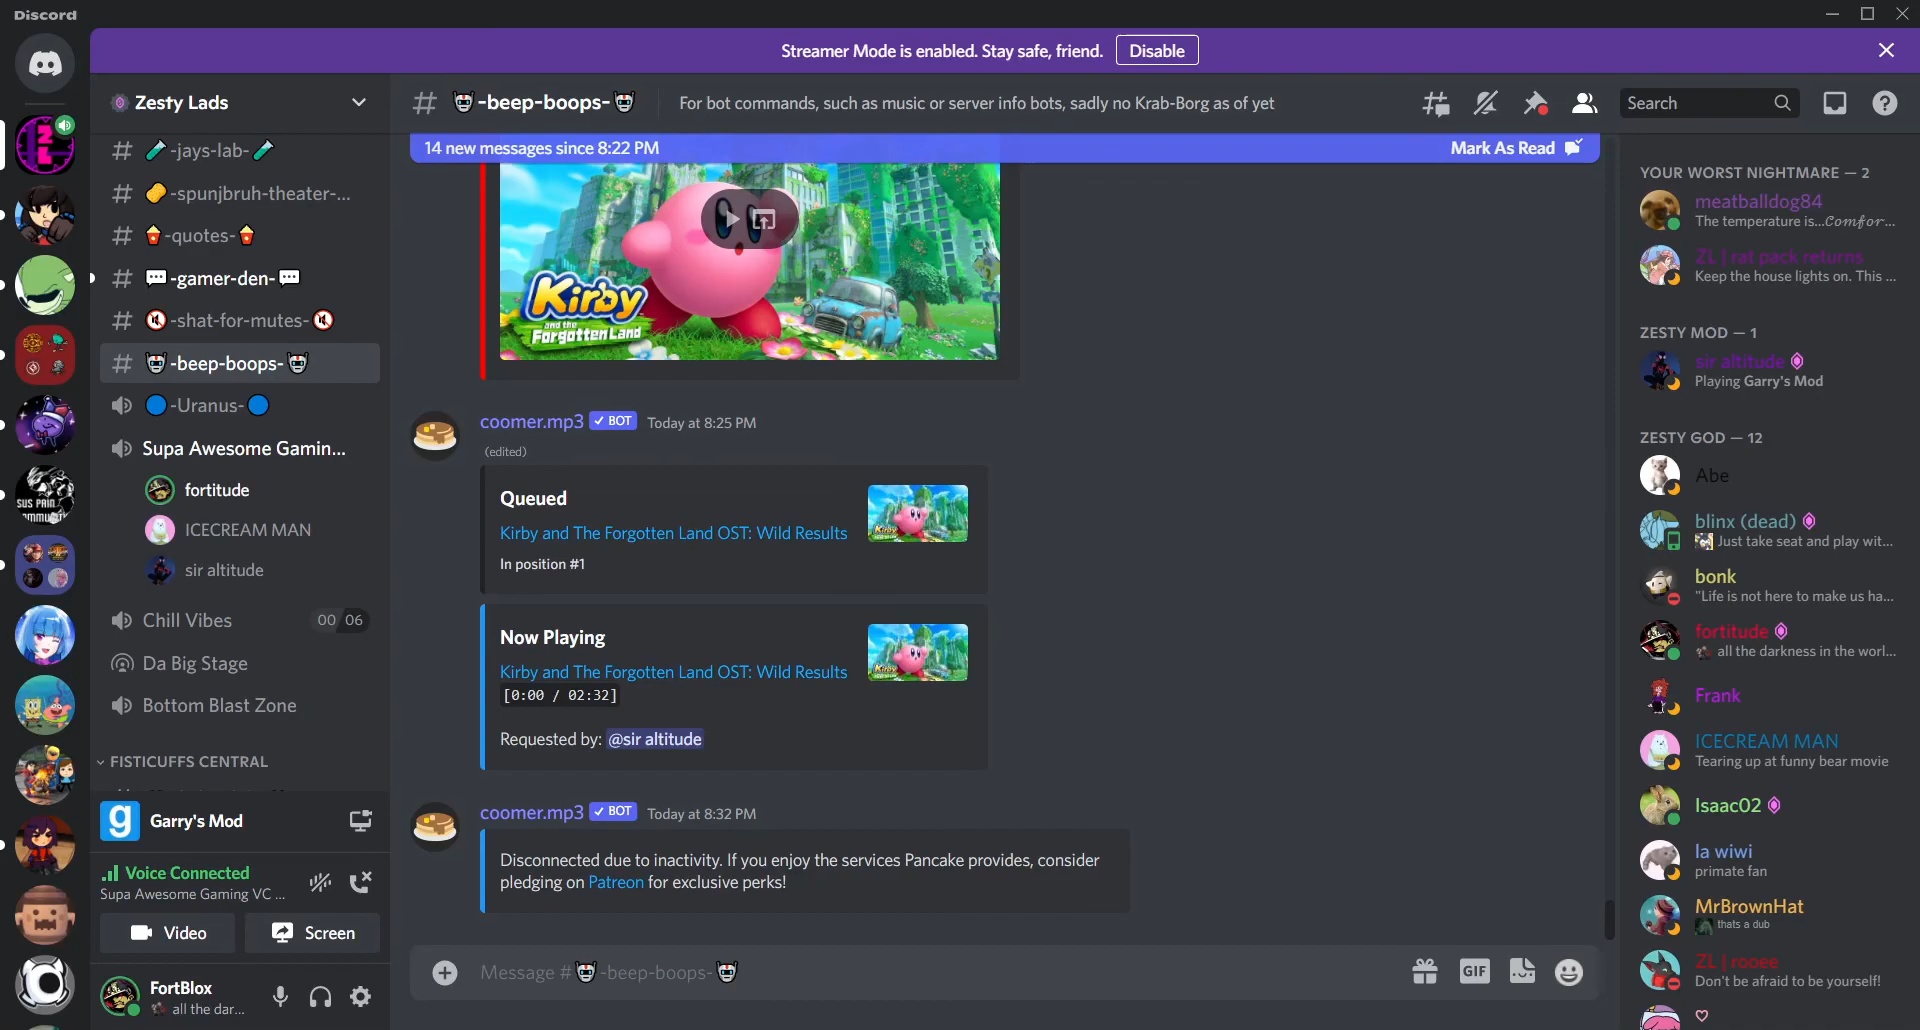 Discord
Streamer Mode is enabled. Stay safe, friend.
Disable
Zesty Lads
# -jays-lab-
# -spunjbruh-theater-...
# -quotes-
# -gamer-den-
# -shat-for-mutes-
# -beep-boops-
-Uranus-
Supa Awesome Gamin...
fortitude
ICECREAM MAN
sir altitude
Chill Vibes 00 06
Da Big Stage
Bottom Blast Zone
FISTICUFFS CENTRAL
Garry's Mod
Voice Connected
Supa Awesome Gaming VC ...
Video
Screen
FortBlox
all the dar...
ZL
SUS PAIN
# -beep-boops-
For bot commands, such as music or server info bots, sadly no Krab-Borg as of yet
Search
14 new messages since 8:22 PM
Mark As Read
Kirby
and the
Forgotten Land
coomer.mp3 ✓ BOT Today at 8:25 PM
(edited)
Queued
Kirby and The Forgotten Land OST: Wild Results
In position #1
Now Playing
Kirby and The Forgotten Land OST: Wild Results
[0:00 / 02:32]
Requested by: @sir altitude
coomer.mp3 ✓ BOT Today at 8:32 PM
Disconnected due to inactivity. If you enjoy the services Pancake provides, consider
pledging on Patreon for exclusive perks!
Message # -beep-boops-
GIF
YOUR WORST NIGHTMARE — 2
meatballdog84
The temperature is...Comfor...
ZL | rat pack returns
Keep the house lights on. This ...
ZESTY MOD — 1
sir altitude
Playing Garry's Mod
ZESTY GOD — 12
Abe
blinx (dead)
Just take seat and play wit...
bonk
"Life is not here to make us ha...
fortitude
all the darkness in the worl...
Frank
ICECREAM MAN
Tearing up at funny bear movie
Isaac02
la wiwi
primate fan
MrBrownHat
thats a dub
ZL | rooee
Don't be afraid to be yourself!